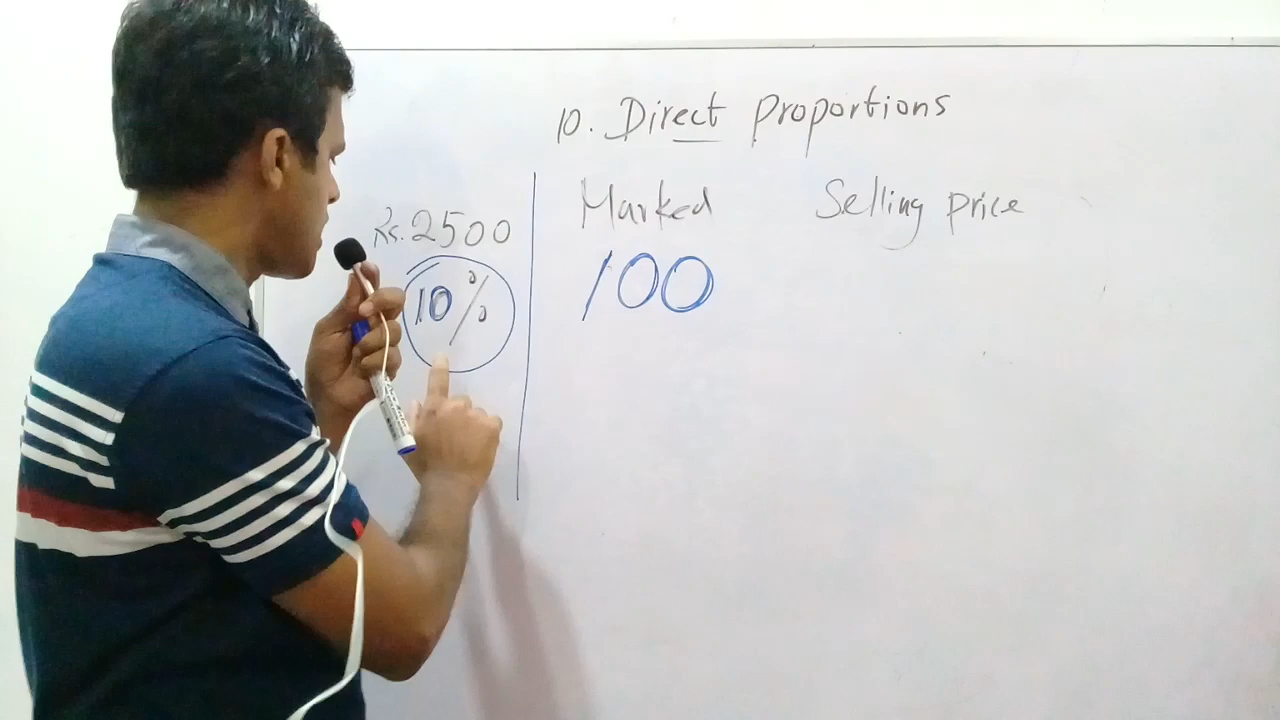 10. Direct Proportions
Rs. 2500
10%
Marked Selling price
100